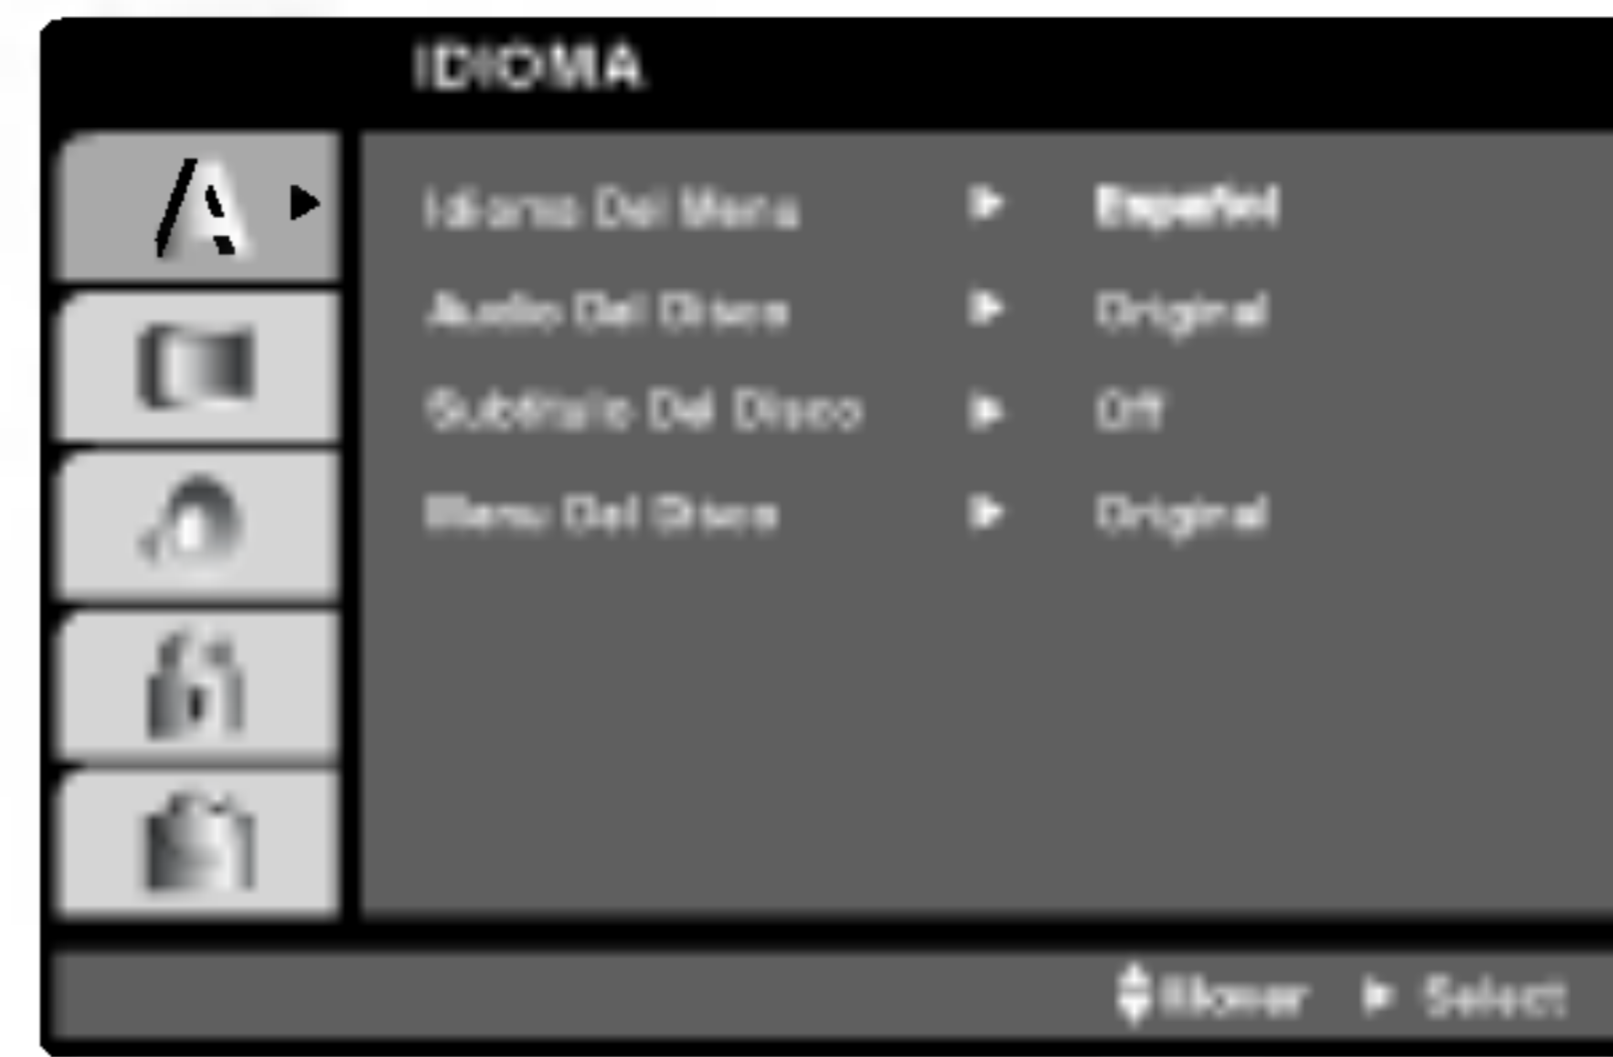 IDIOMA
Idioma Del Menu ► Español
Audio Del Disco ► Original
Subtitulo Del Disco ► Off
Menu Del Disco ► Original
Mover ► Select